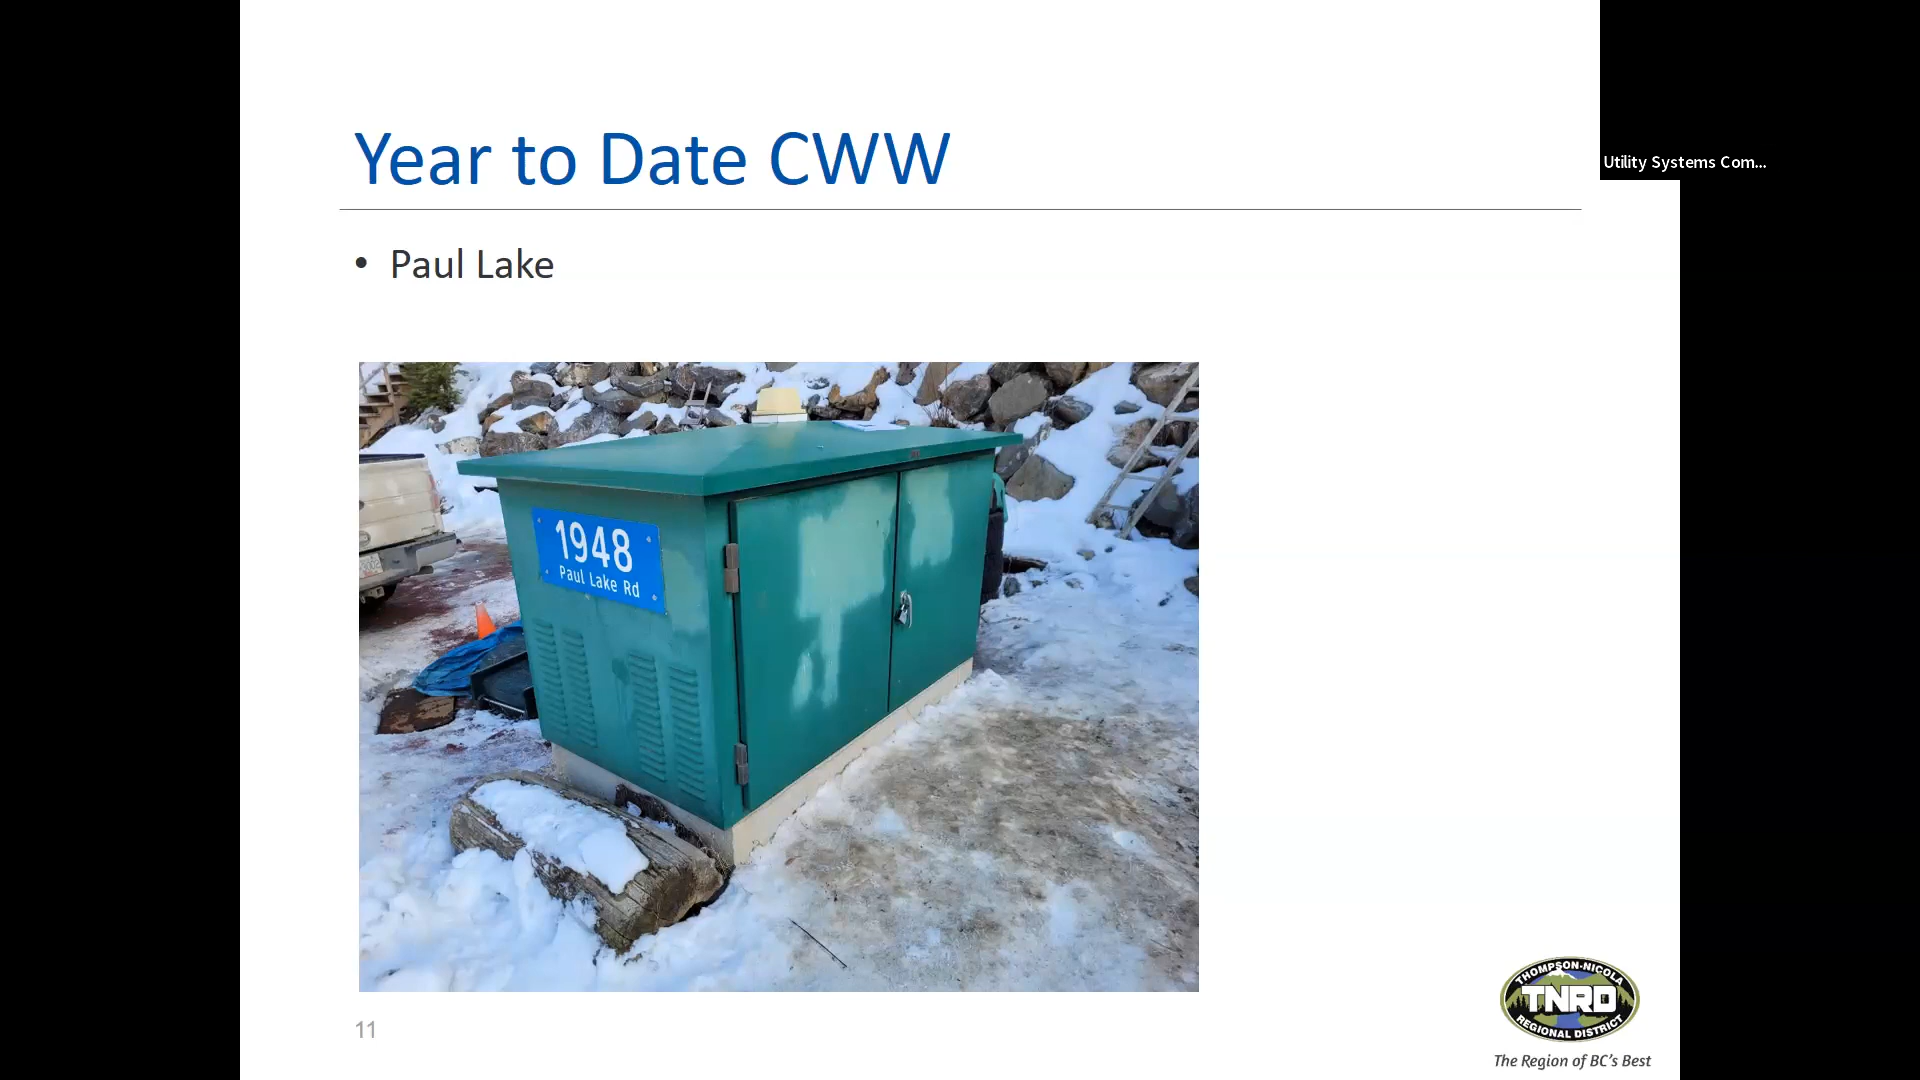 Year to Date CWW
Utility Systems Com...
• Paul Lake
1948
Paul Lake Rd
11
THOMPSON-NICOLA
TNRD
REGIONAL DISTRICT
The Region of BC's Best